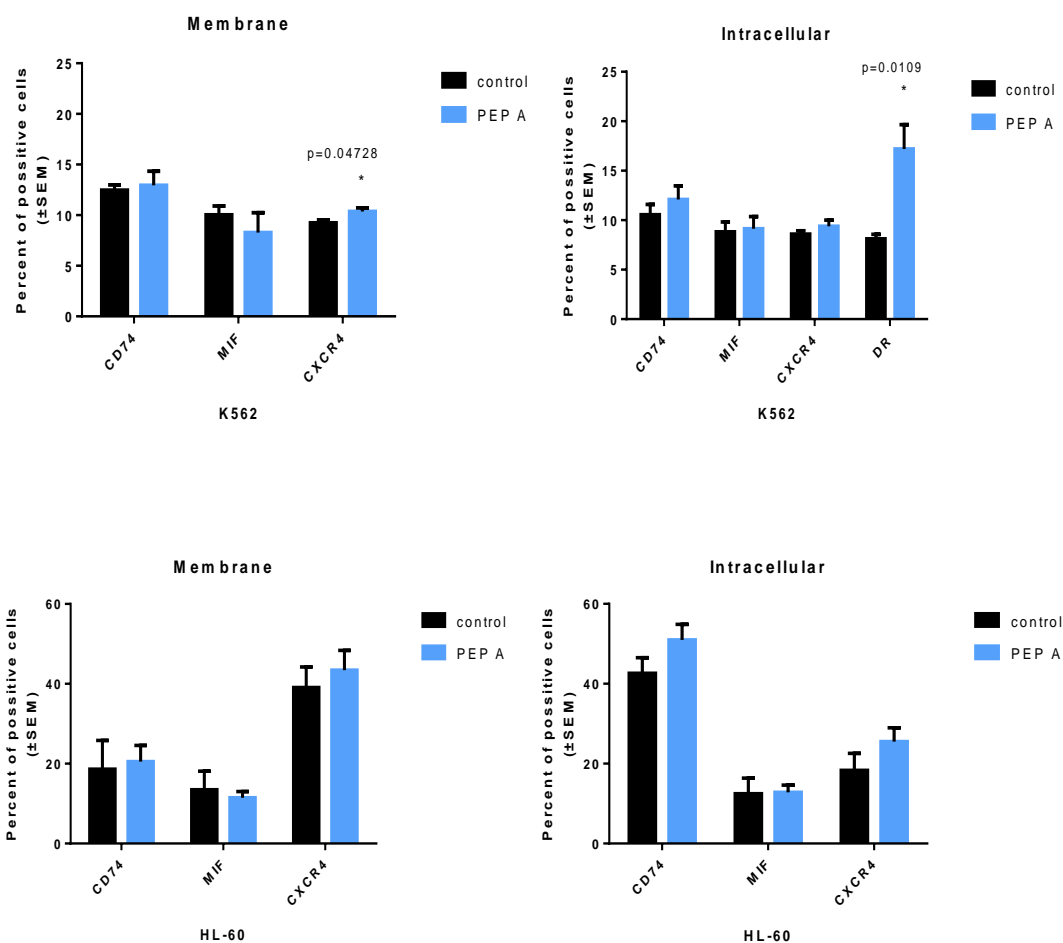 Membrane
Percent of possitive cells
(±SEM)
25
20
15
10
5
0
p=0.04728
*
control
PEP A
CD74
MIF
CXCR4
K562
Intracellular
Percent of possitive cells
(±SEM)
25
20
15
10
5
0
p=0.0109
*
control
PEP A
CD74
MIF
CXCR4
DR
K562
Membrane
Percent of possitive cells
(±SEM)
60
40
20
0
control
PEP A
CD74
MIF
CXCR4
HL-60
Intracellular
Percent of possitive cells
(±SEM)
60
40
20
0
control
PEP A
CD74
MIF
CXCR4
HL-60